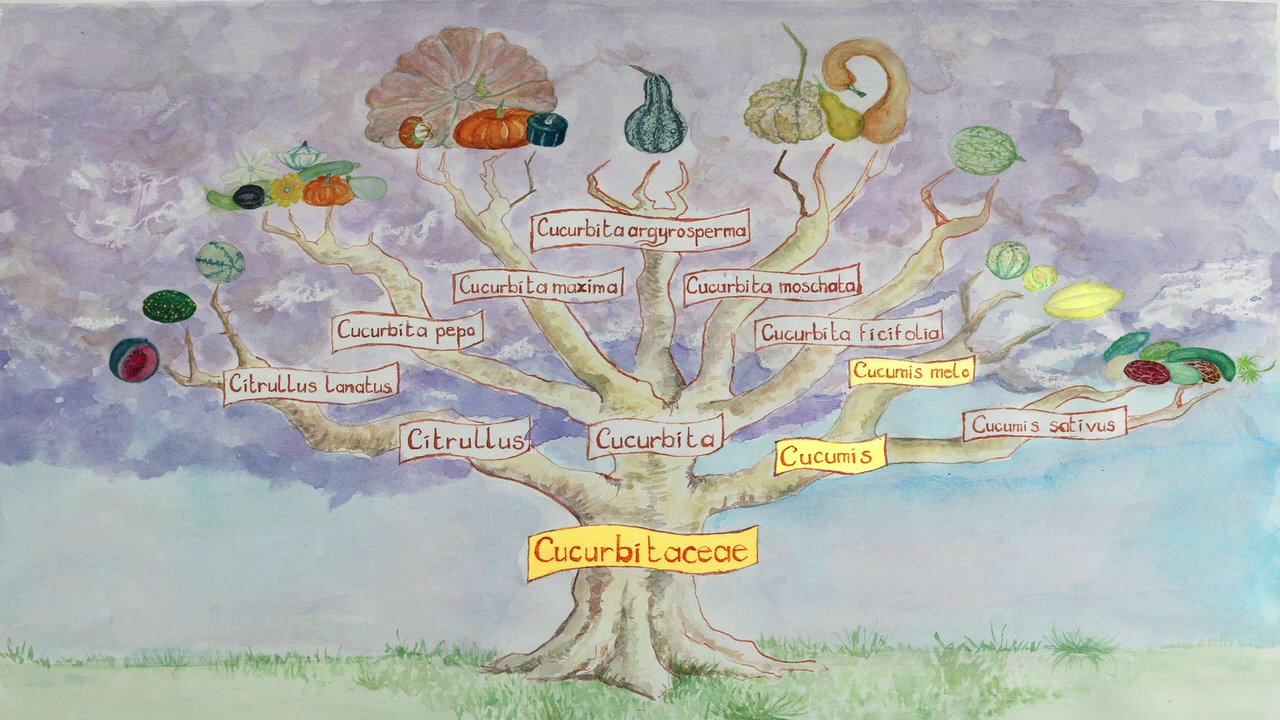 Cucurbita argyrosperma
Cucurbita maxima
Cucurbita moschata
Cucurbita pepo
Cucurbita ficifolia
Citrullus lanatus
Cucumis melo
Cucumis sativus
Citrullus
Cucurbita
Cucumis
Cucurbitaceae